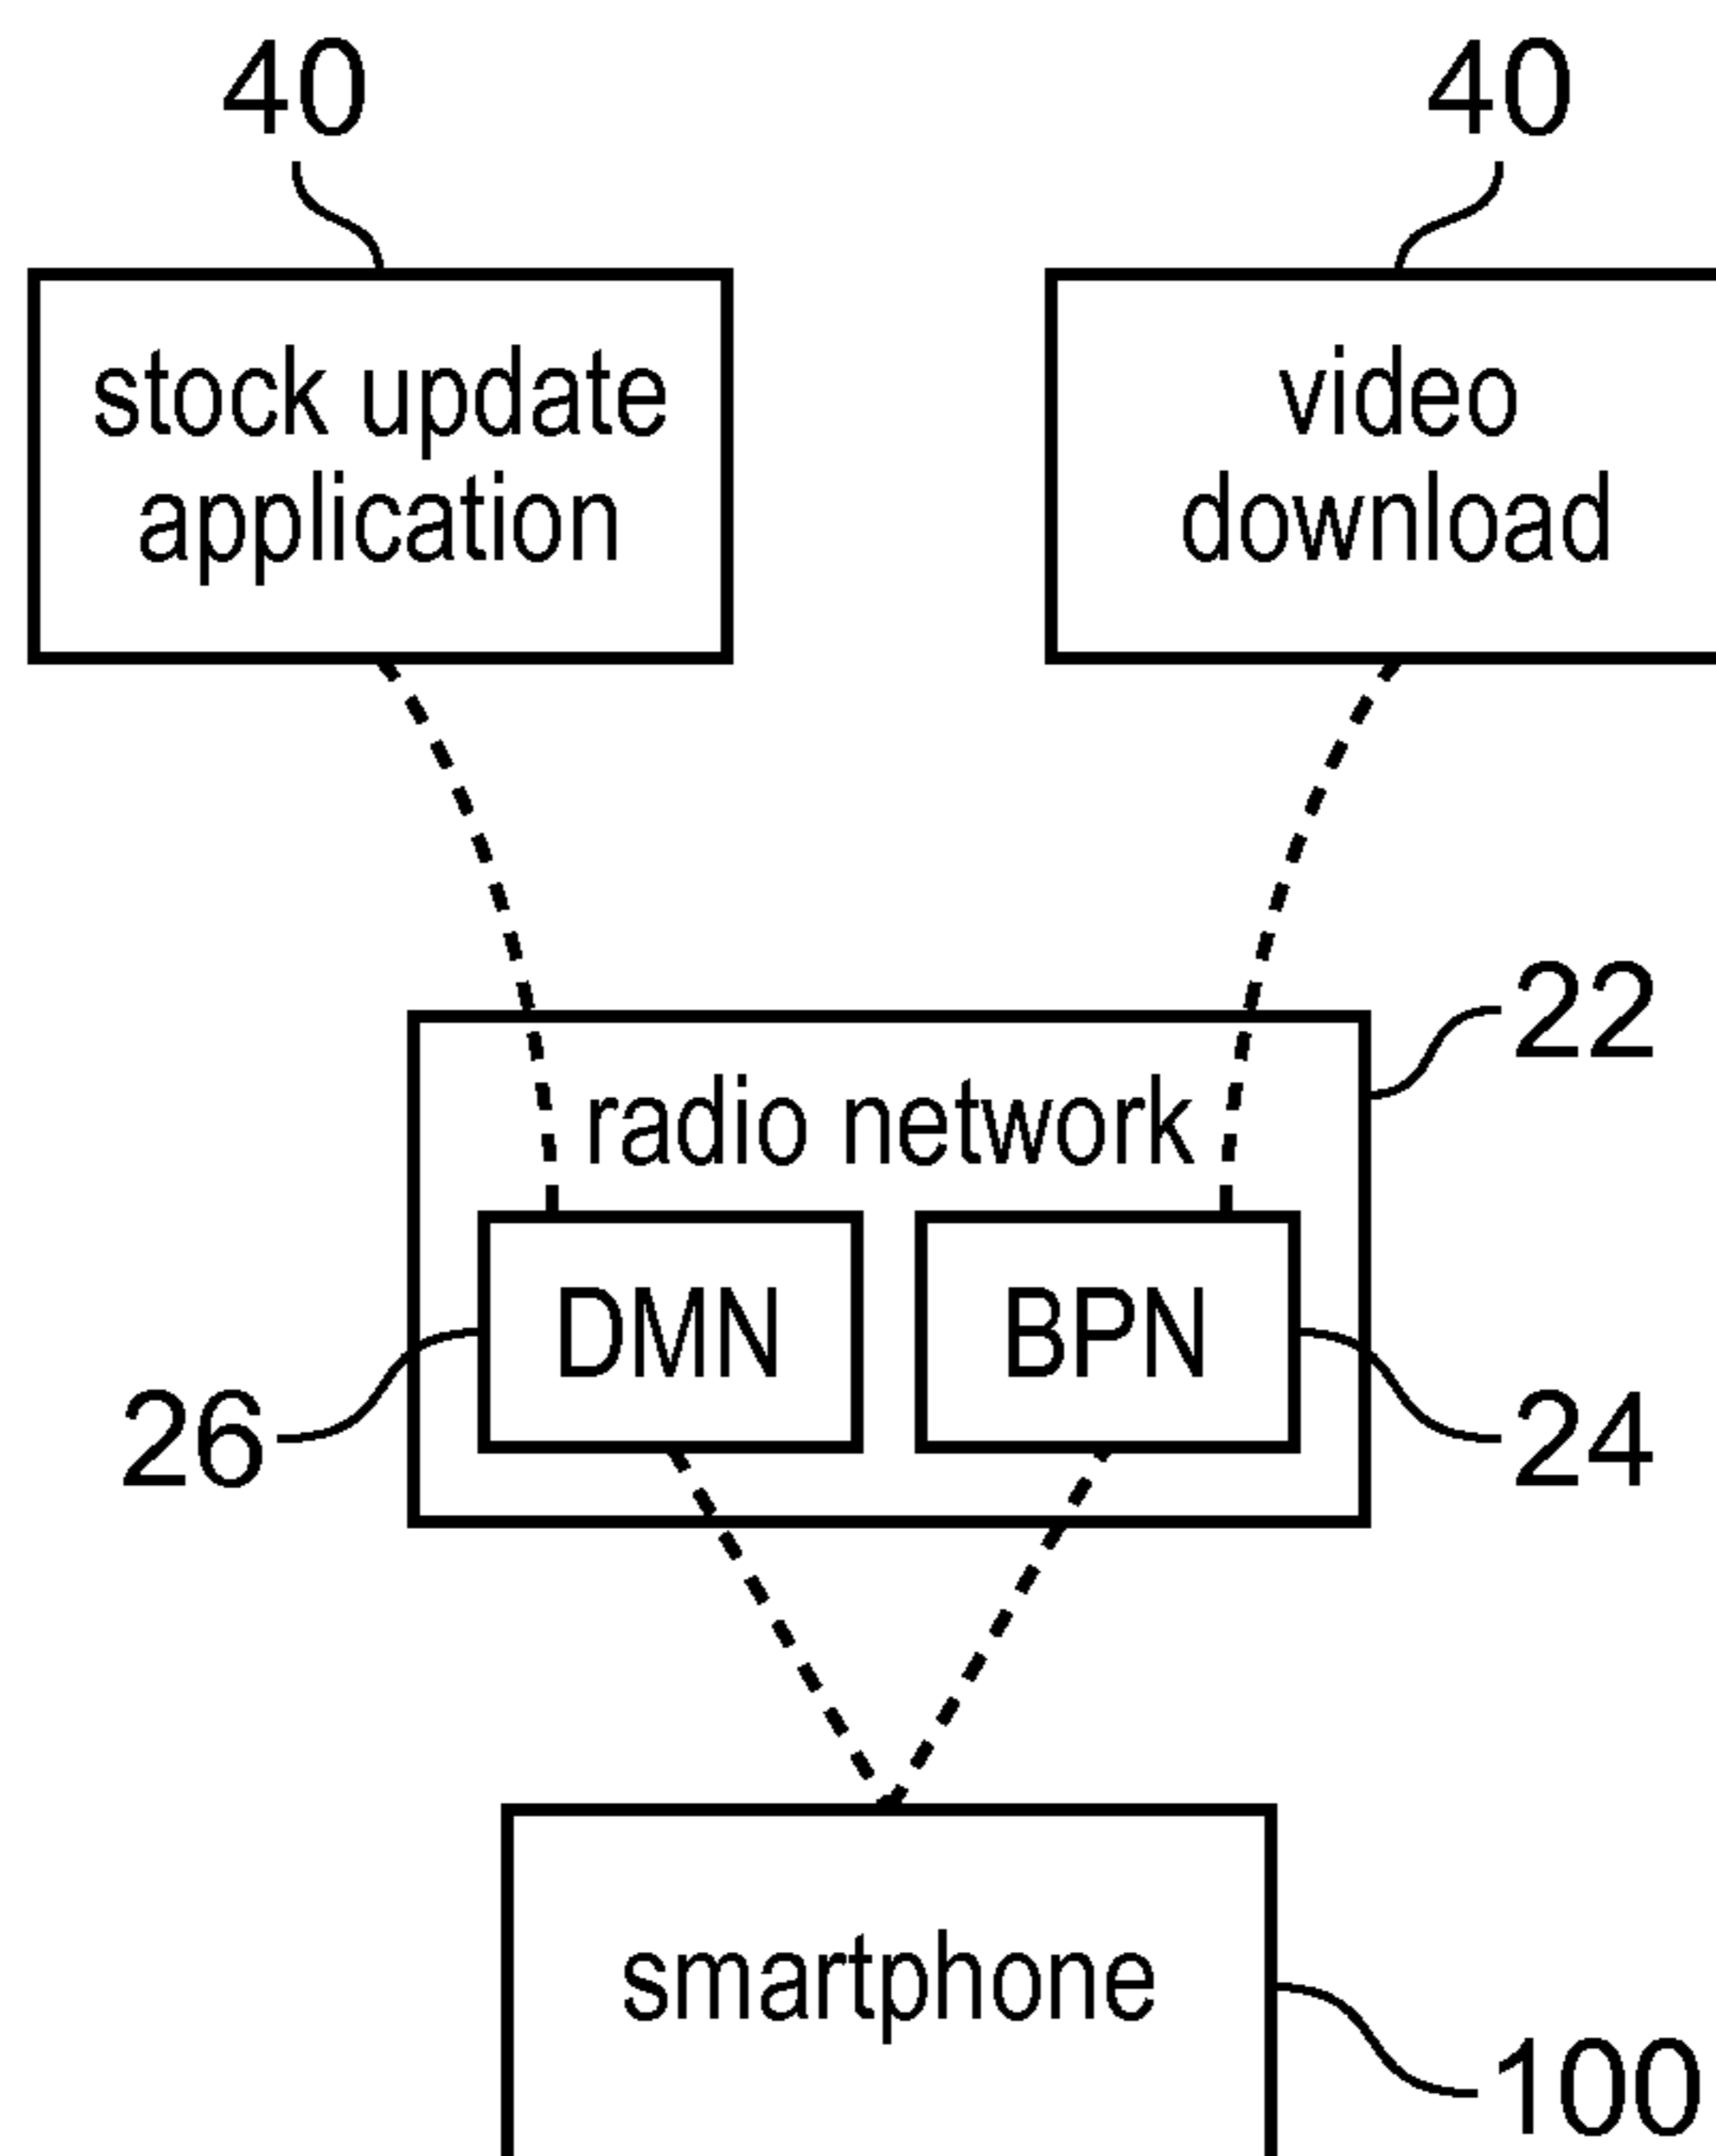 40
40
stock update
application
video
download
22
radio network
DMN
BPN
26
24
smartphone
100